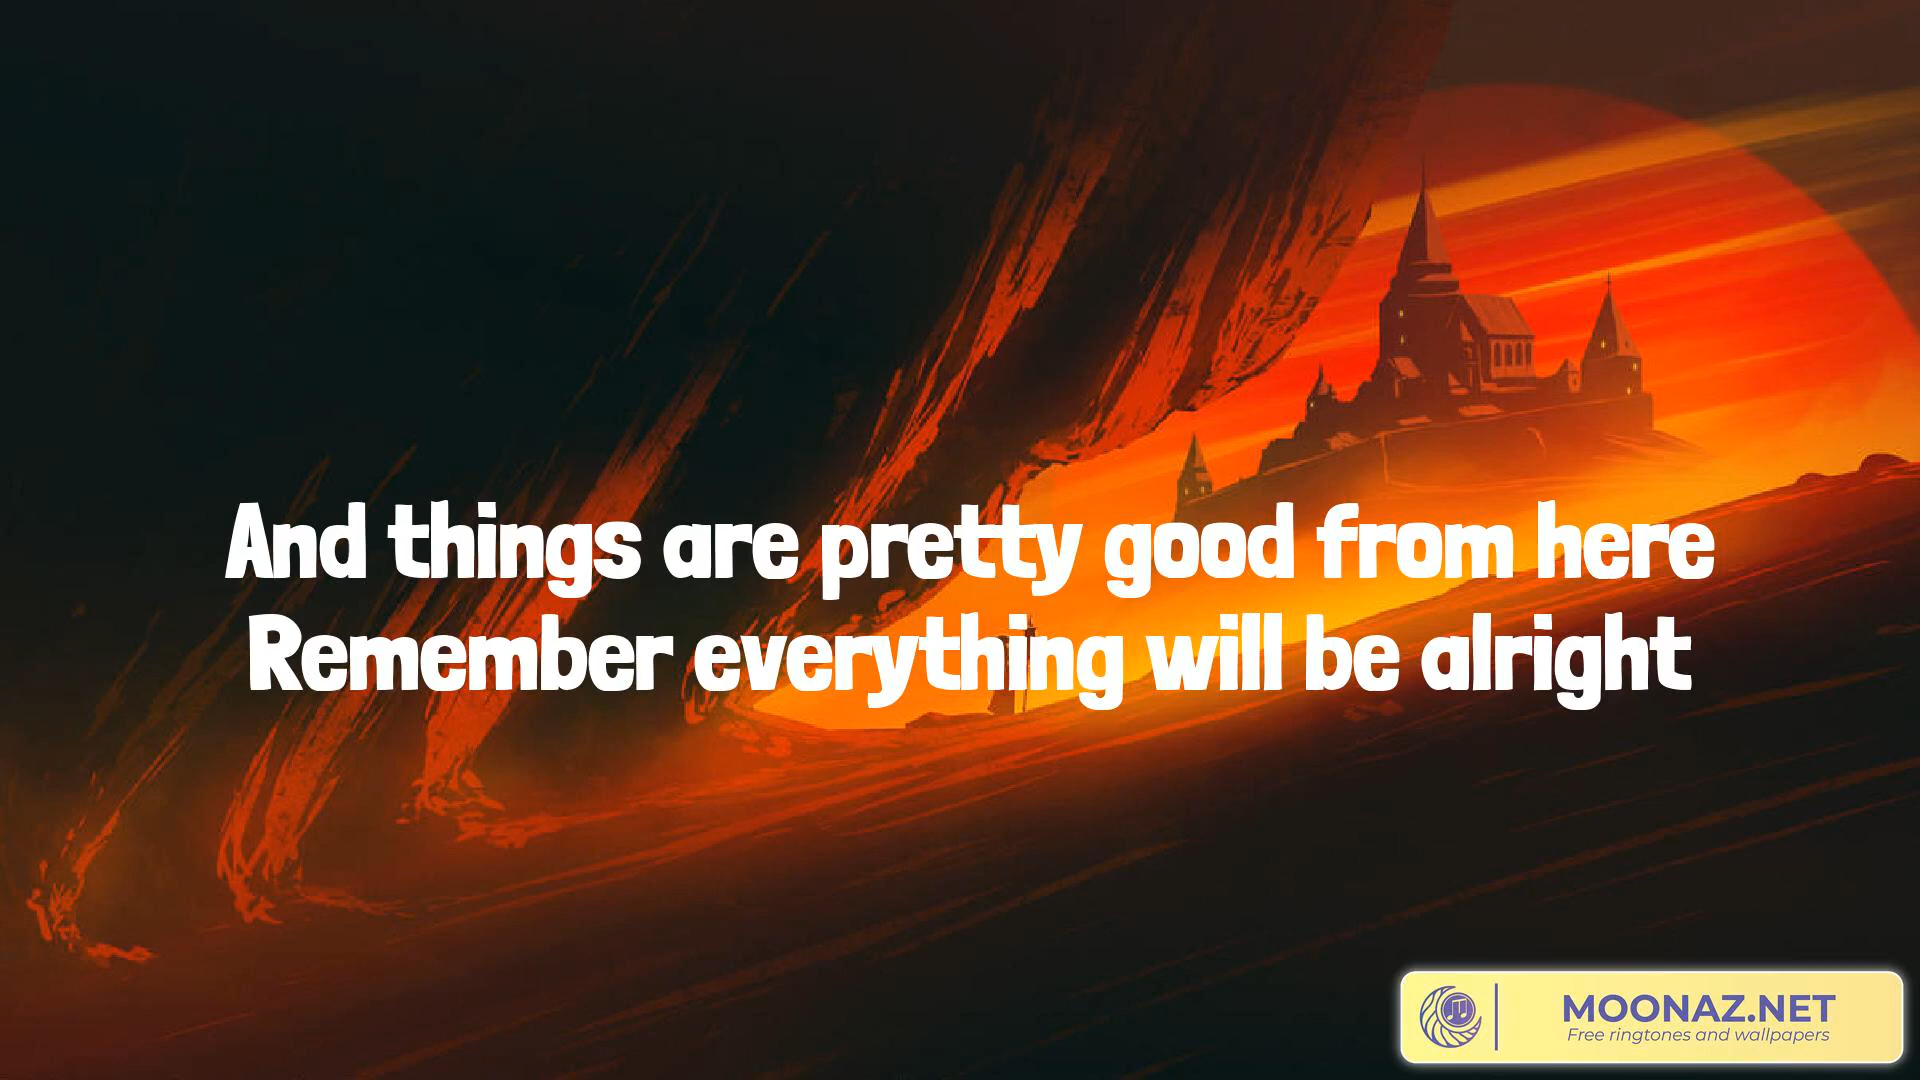 And things are pretty good from here
Remember everything will be alright
MOONAZ.NET
Free ringtones and wallpapers